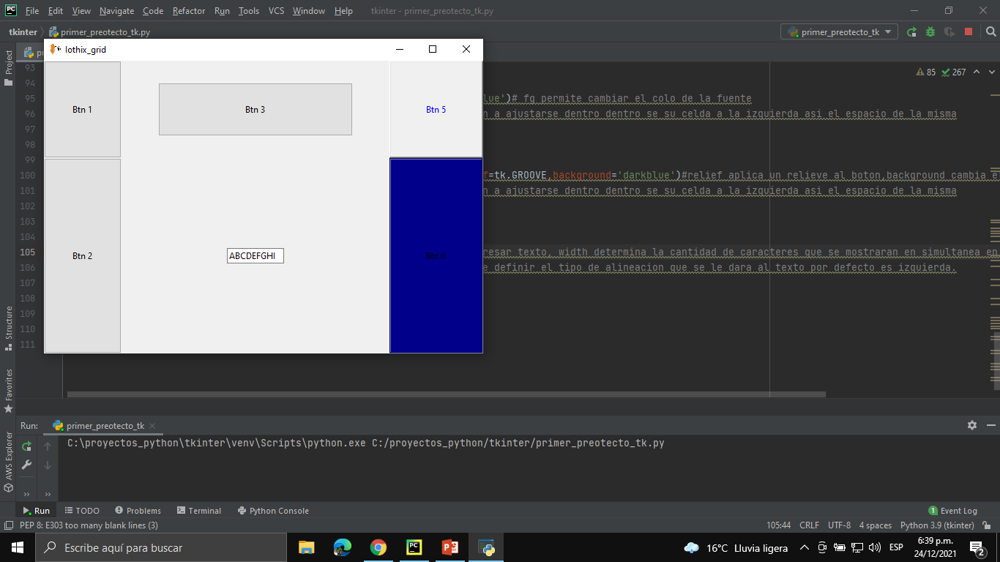 File Edit View Navigate Code Refactor Run Tools VCS Window Help tkinter - primer_preotecto_tk.py
tkinter primer_preotecto_tk.py primer_preotecto_tk
lothix_grid
85 267
Btn 1
Btn 3
Btn 5
Btn 2
ABCDEFGHI
93
94
95 lue')# fg permite cambiar el colo de la fuente
96 n a ajustarse dentro dentro se su celda a la izquierda asi el espacio de la misma
97
98
99
100 f=tk.GROOVE,background='darkblue')#relief aplica un relieve al boton,background cambia e
101 n a ajustarse dentro dentro se su celda a la izquierda asi el espacio de la misma
102
103
104
105 resar texto, width determina la cantidad de caracteres que se mostraran en simultanea en
106 e definir el tipo de alineacion que se le dara al texto por defecto es izquierda.
107
108
109
110
111
Project
Structure
Favorites
AWS Explorer
Run: primer_preotecto_tk
C:\proyectos_python\tkinter\venv\Scripts\python.exe C:/proyectos_python/tkinter/primer_preotecto_tk.py
Run TODO Problems Terminal Python Console 1 Event Log
PEP 8: E303 too many blank lines (3) 105:44 CRLF UTF-8 4 spaces Python 3.9 (tkinter)
Escribe aquí para buscar 16°C Lluvia ligera ESP 6:39 p.m.
24/12/2021 2